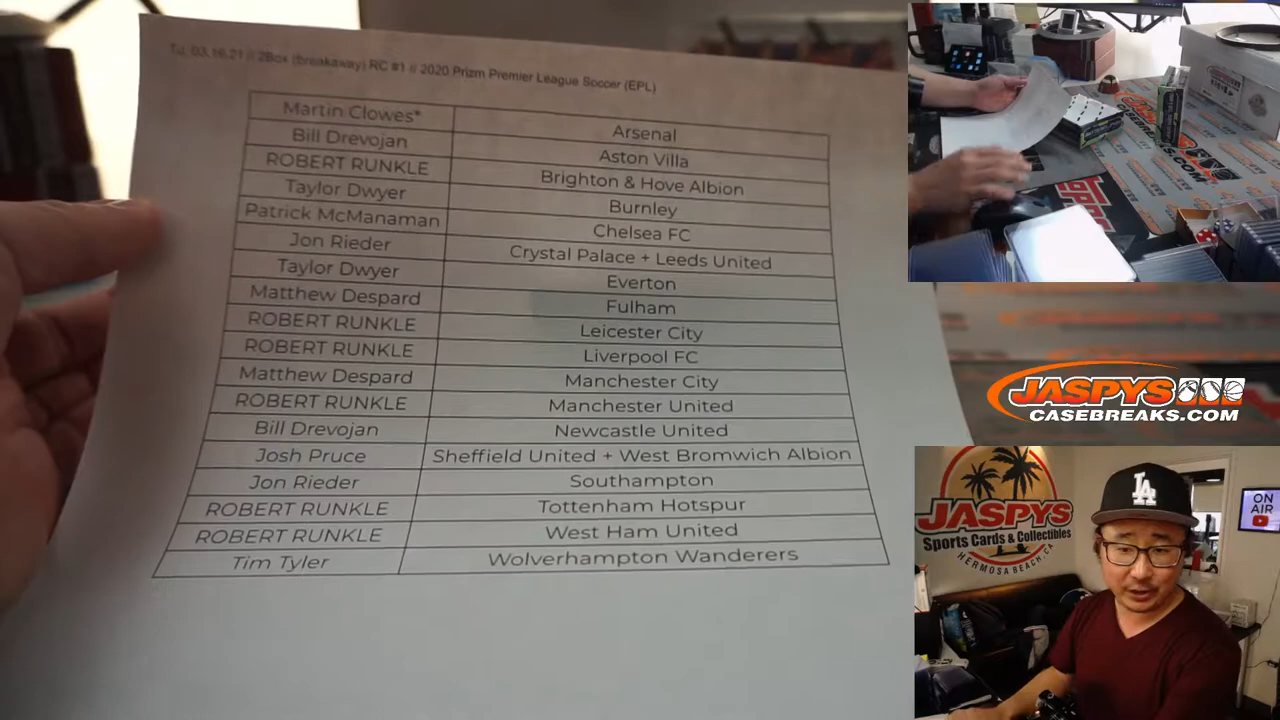 Tu, 03.16.21 // 2Box (breakaway) RC #1 // 2020 Prizm Premier League Soccer (EPL)
Martin Clowes* Arsenal
Bill Drevojan Aston Villa
ROBERT RUNKLE Brighton & Hove Albion
Taylor Dwyer Burnley
Patrick McManaman Chelsea FC
Jon Rieder Crystal Palace + Leeds United
Taylor Dwyer Everton
Matthew Despard Fulham
ROBERT RUNKLE Leicester City
ROBERT RUNKLE Liverpool FC
Matthew Despard Manchester City
ROBERT RUNKLE Manchester United
Bill Drevojan Newcastle United
Josh Pruce Sheffield United + West Bromwich Albion
Jon Rieder Southampton
ROBERT RUNKLE Tottenham Hotspur
ROBERT RUNKLE West Ham United
Tim Tyler Wolverhampton Wanderers
TOPPS
JASPYS
CASEBREAKS.COM
JASPYS
Sports Cards & Collectibles
HERMOSA BEACH, CA
LA
ON
AIR